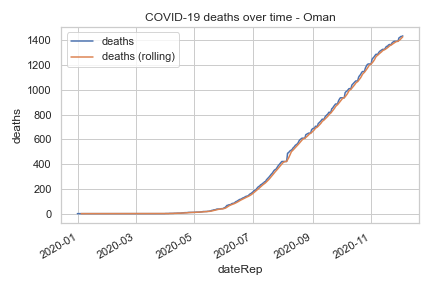 COVID-19 deaths over time - Oman
deaths
deaths (rolling)
1400
1200
1000
800
600
400
200
0
deaths
2020-01
2020-03
2020-05
2020-07
2020-09
2020-11
dateRep